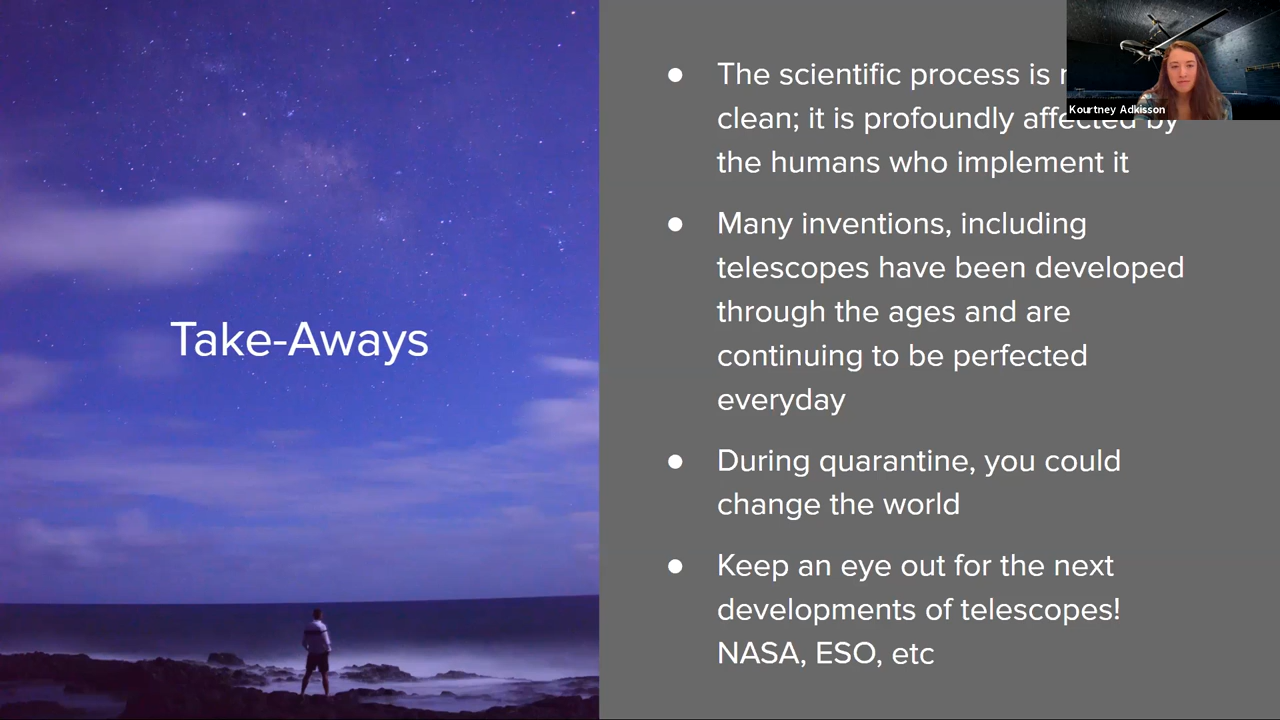 Take-Aways
● The scientific process is
clean; it is profoundly affected by
the humans who implement it
● Many inventions, including
telescopes have been developed
through the ages and are
continuing to be perfected
everyday
● During quarantine, you could
change the world
● Keep an eye out for the next
developments of telescopes!
NASA, ESO, etc
Kourtney Adkisson